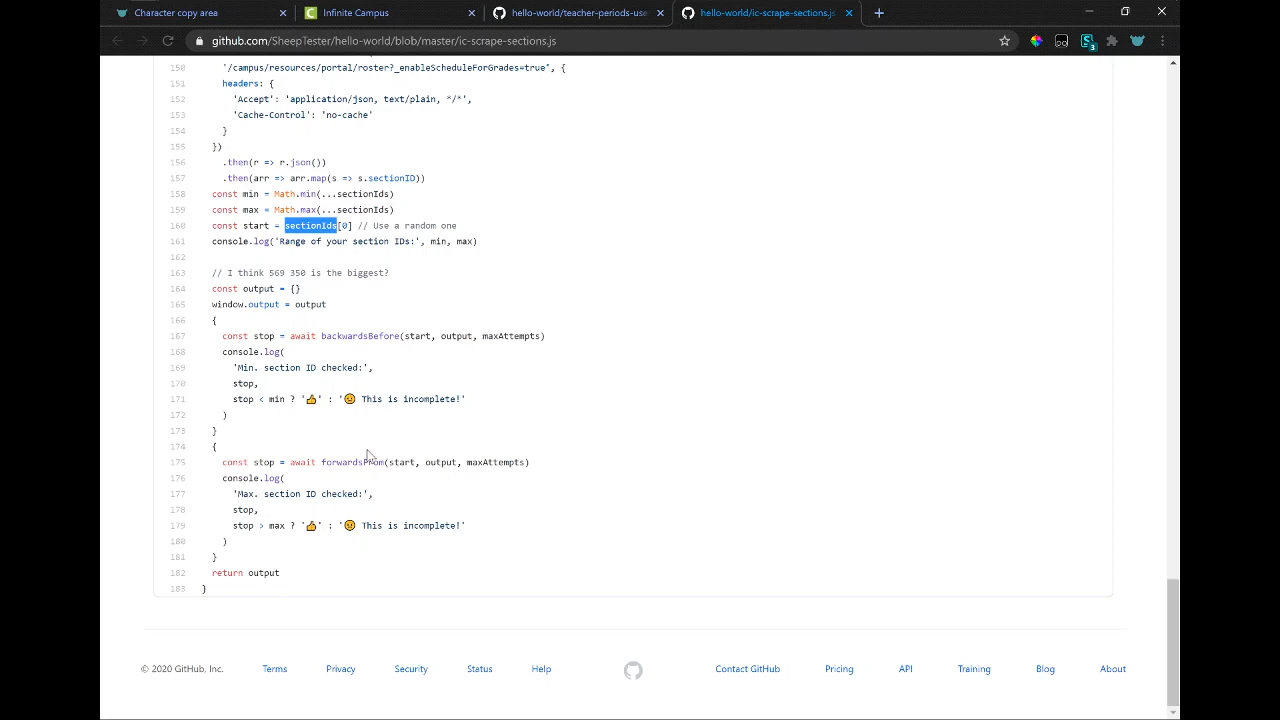 Character copy area
Infinite Campus
hello-world/teacher-periods-use
hello-world/ic-scrape-sections.js
github.com/SheepTester/hello-world/blob/master/ic-scrape-sections.js
3
150 '/campus/resources/portal/roster?_enableScheduleForGrades=true', {
151 headers: {
152 'Accept': 'application/json, text/plain, */*',
153 'Cache-Control': 'no-cache'
154 }
155 })
156 .then(r => r.json())
157 .then(arr => arr.map(s => s.sectionID))
158 const min = Math.min(...sectionIds)
159 const max = Math.max(...sectionIds)
160 const start = sectionIds[0] // Use a random one
161 console.log('Range of your section IDs:', min, max)
162
163 // I think 569 350 is the biggest?
164 const output = {}
165 window.output = output
166 {
167 const stop = await backwardsBefore(start, output, maxAttempts)
168 console.log(
169 'Min. section ID checked:',
170 stop,
171 stop < min ? '👍' : '😐 This is incomplete!'
172 )
173 }
174 {
175 const stop = await forwardsFrom(start, output, maxAttempts)
176 console.log(
177 'Max. section ID checked:',
178 stop,
179 stop > max ? '👍' : '😐 This is incomplete!'
180 )
181 }
182 return output
183 }
© 2020 GitHub, Inc. Terms Privacy Security Status Help Contact GitHub Pricing API Training Blog About